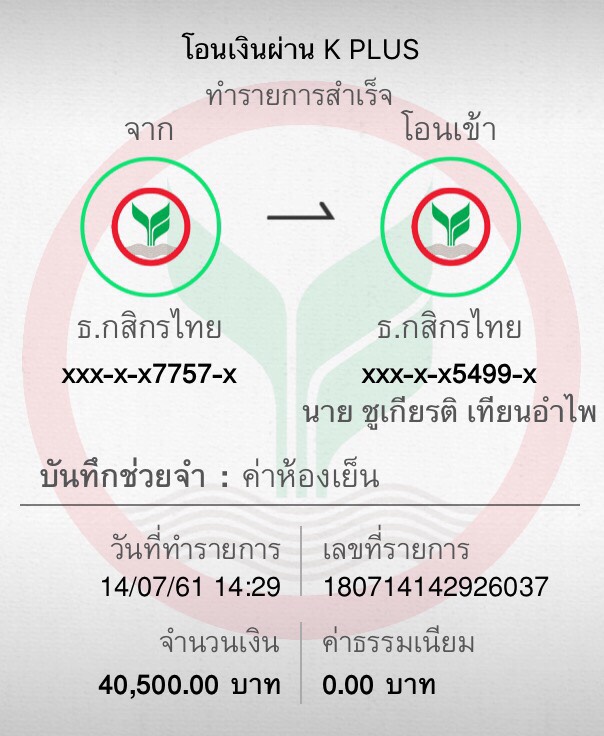 โอนเงินผ่าน K PLUS
ทำรายการสำเร็จ
จาก
โอนเข้า
ธ.กสิกรไทย
ธ.กสิกรไทย
xxx-x-x7757-x
xxx-x-x5499-x
นาย ชูเกียรติ เทียนอำไพ
บันทึกช่วยจำ : ค่าห้องเย็น
วันที่ทำรายการ
เลขที่รายการ
14/07/61 14:29
180714142926037
จำนวนเงิน
ค่าธรรมเนียม
40,500.00 บาท
0.00 บาท